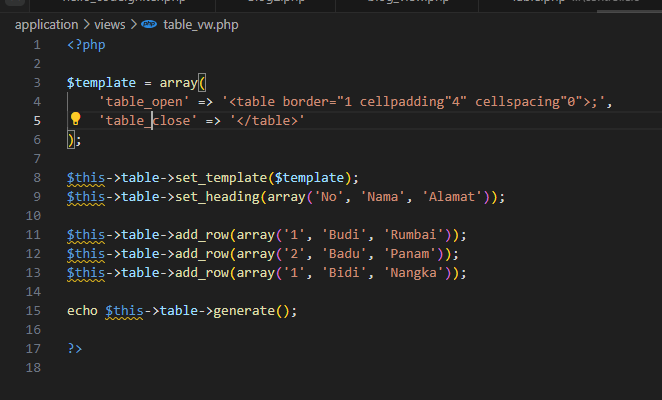 application > views > table_vw.php
1 <?php
2
3 $template = array(
4 'table_open' => '<table border="1 cellpadding"4" cellspacing"0">;',
5 'table_close' => '</table>'
6 );
7
8 $this->table->set_template($template);
9 $this->table->set_heading(array('No', 'Nama', 'Alamat'));
10
11 $this->table->add_row(array('1', 'Budi', 'Rumbai'));
12 $this->table->add_row(array('2', 'Badu', 'Panam'));
13 $this->table->add_row(array('1', 'Bidi', 'Nangka'));
14
15 echo $this->table->generate();
16
17 ?>
18